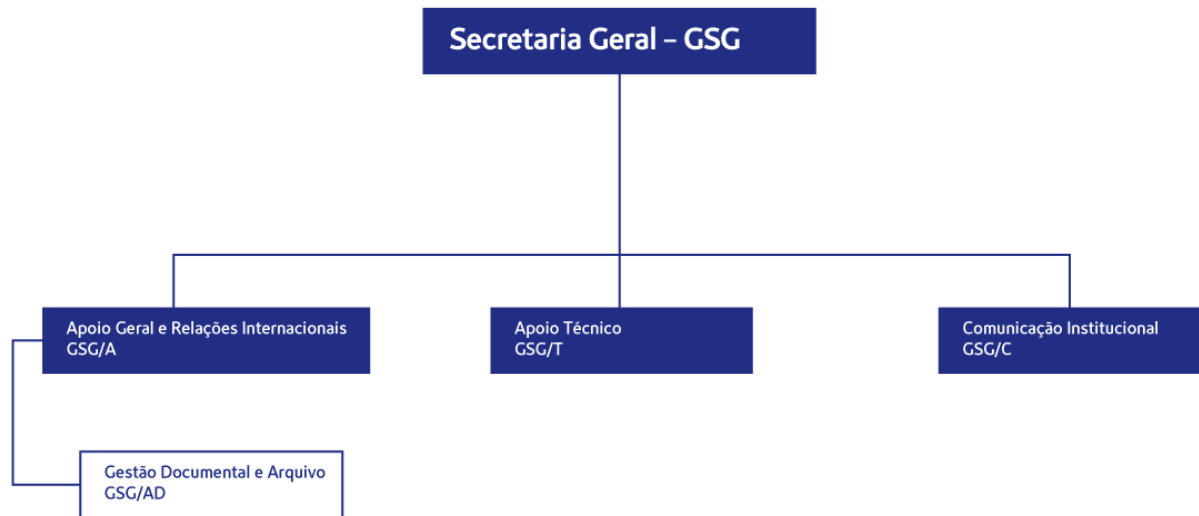 Secretaria Geral – GSG
Apoio Geral e Relações Internacionais
GSG/A
Apoio Técnico
GSG/T
Comunicação Institucional
GSG/C
Gestão Documental e Arquivo
GSG/AD